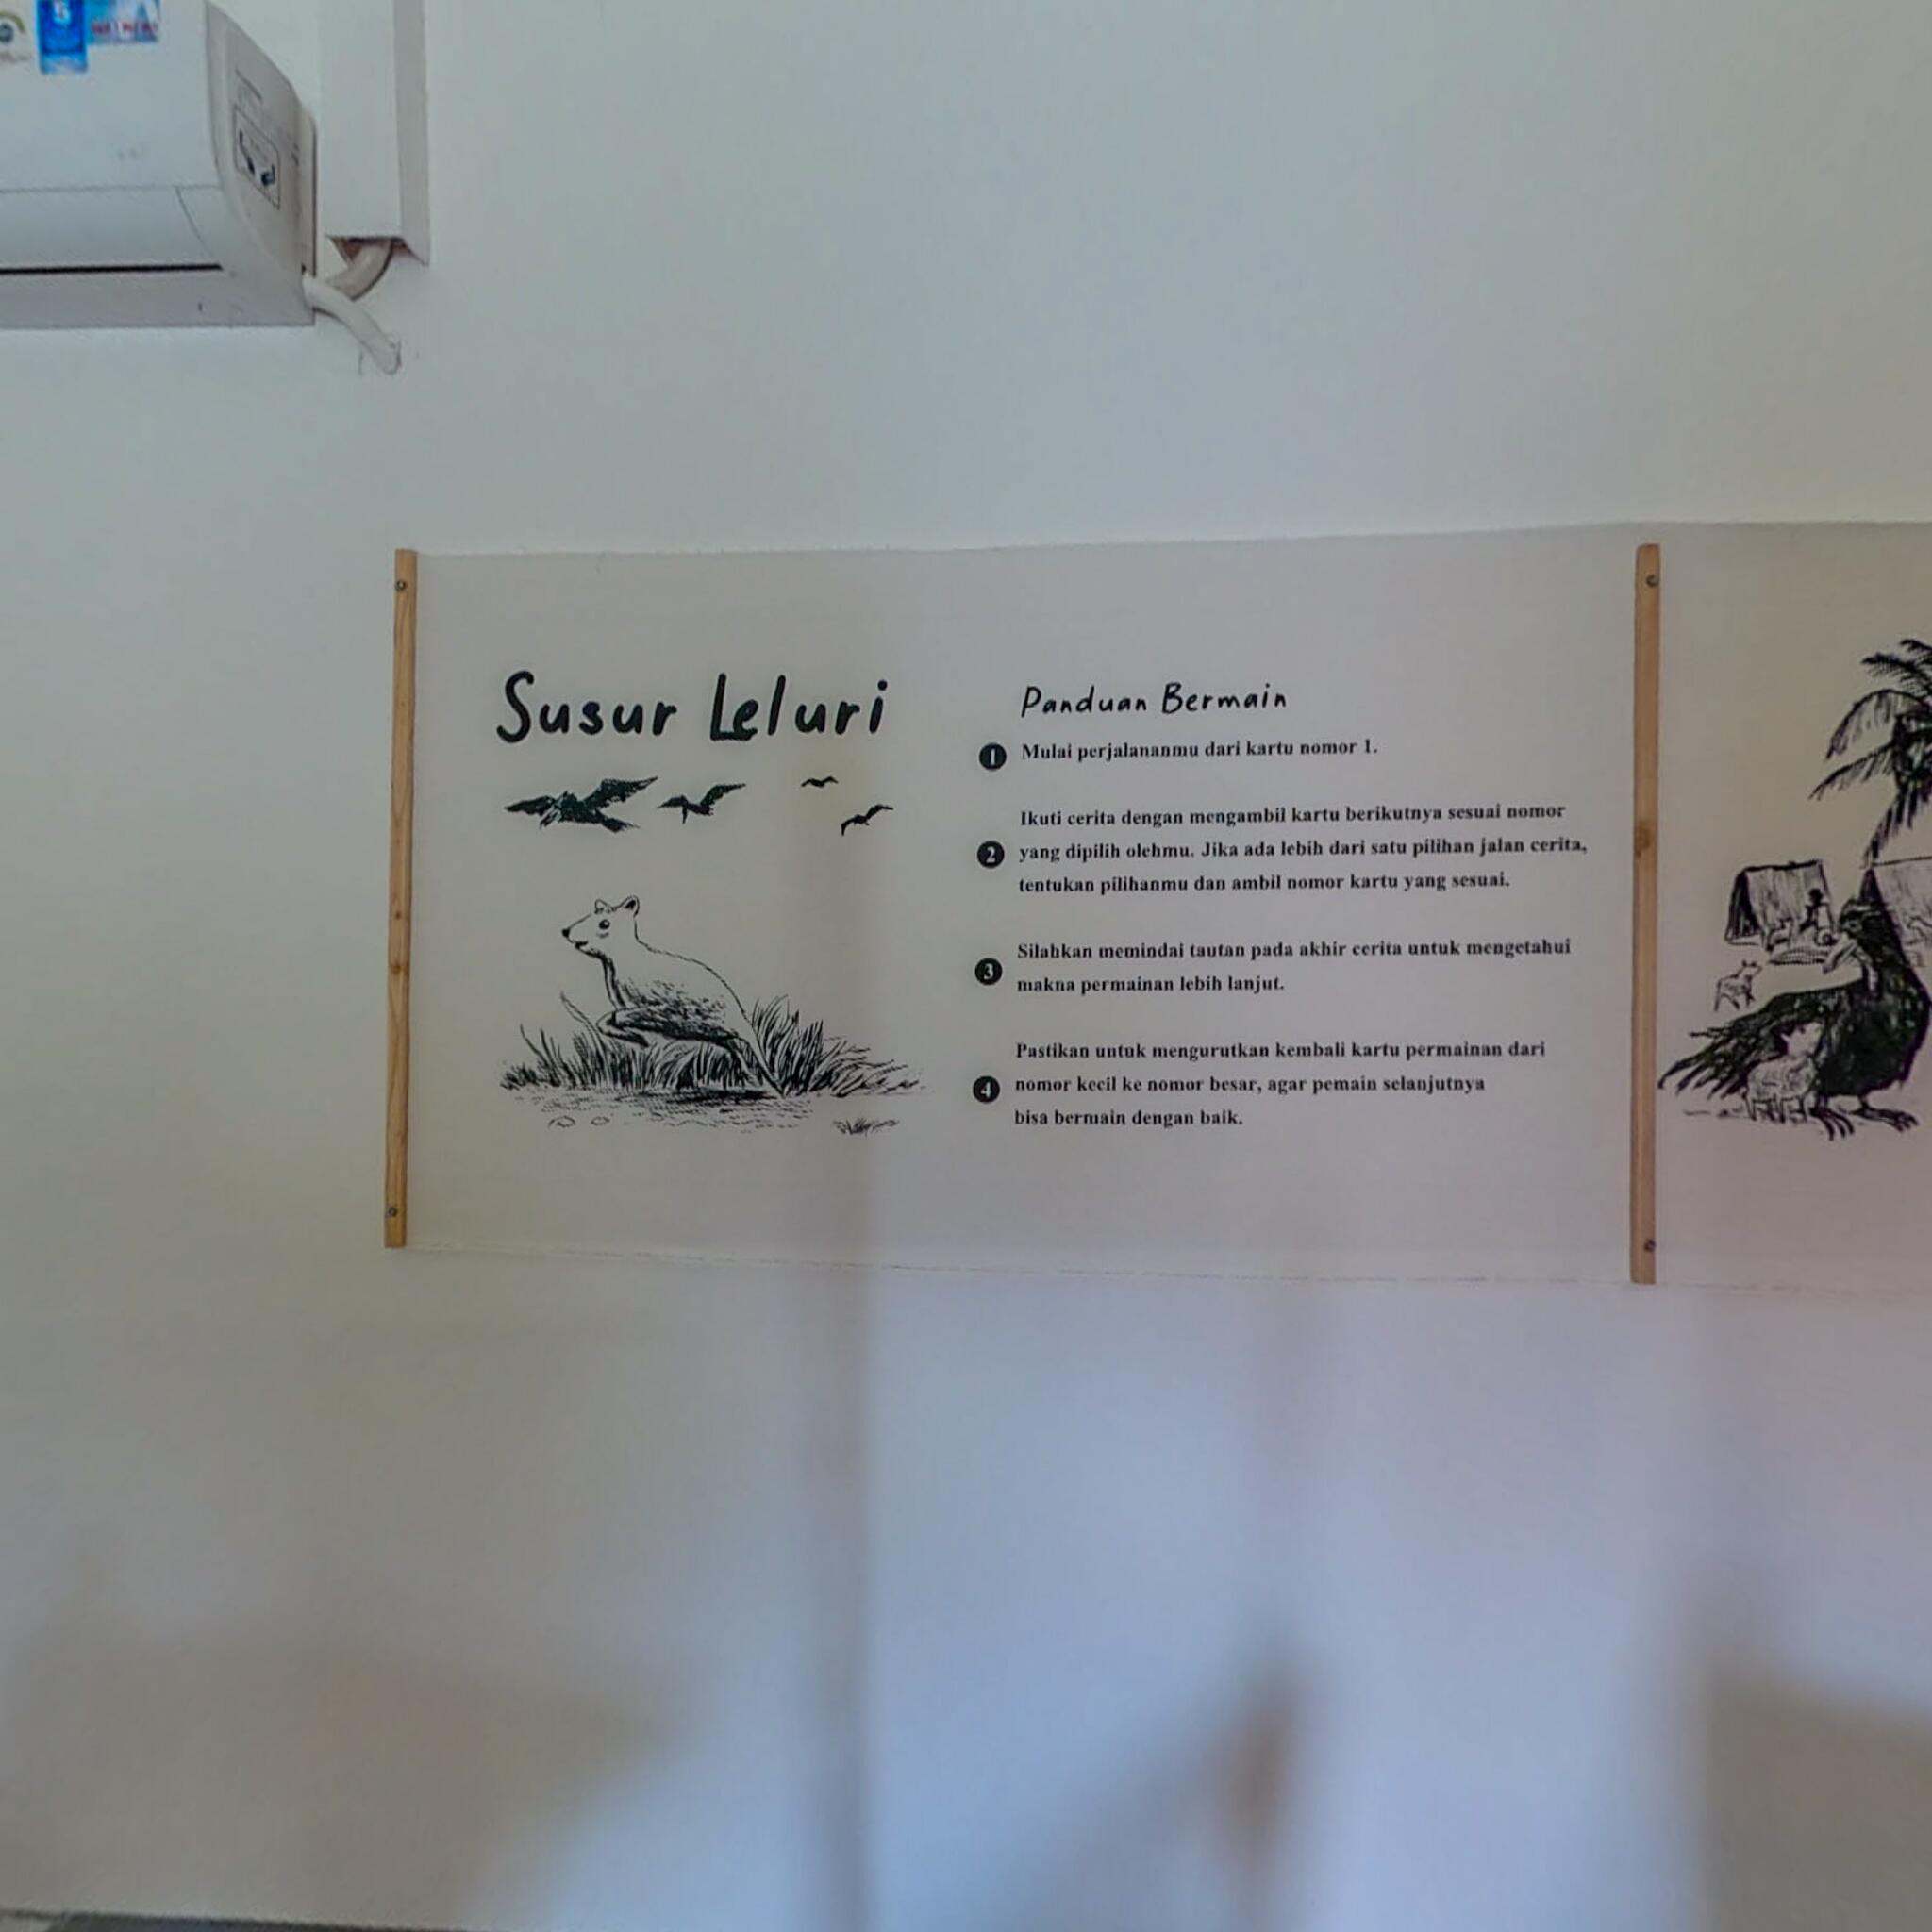 Susur Leluri
Panduan Bermain
1 Mulai perjalananmu dari kartu nomor 1.
2 Ikuti cerita dengan mengambil kartu berikutnya sesuai nomor
yang dipilih olehmu. Jika ada lebih dari satu pilihan jalan cerita,
tentukan pilihanmu dan ambil nomor kartu yang sesuai.
3 Silahkan memindai tautan pada akhir cerita untuk mengetahui
makna permainan lebih lanjut.
4 Pastikan untuk mengurutkan kembali kartu permainan dari
nomor kecil ke nomor besar, agar pemain selanjutnya
bisa bermain dengan baik.
5